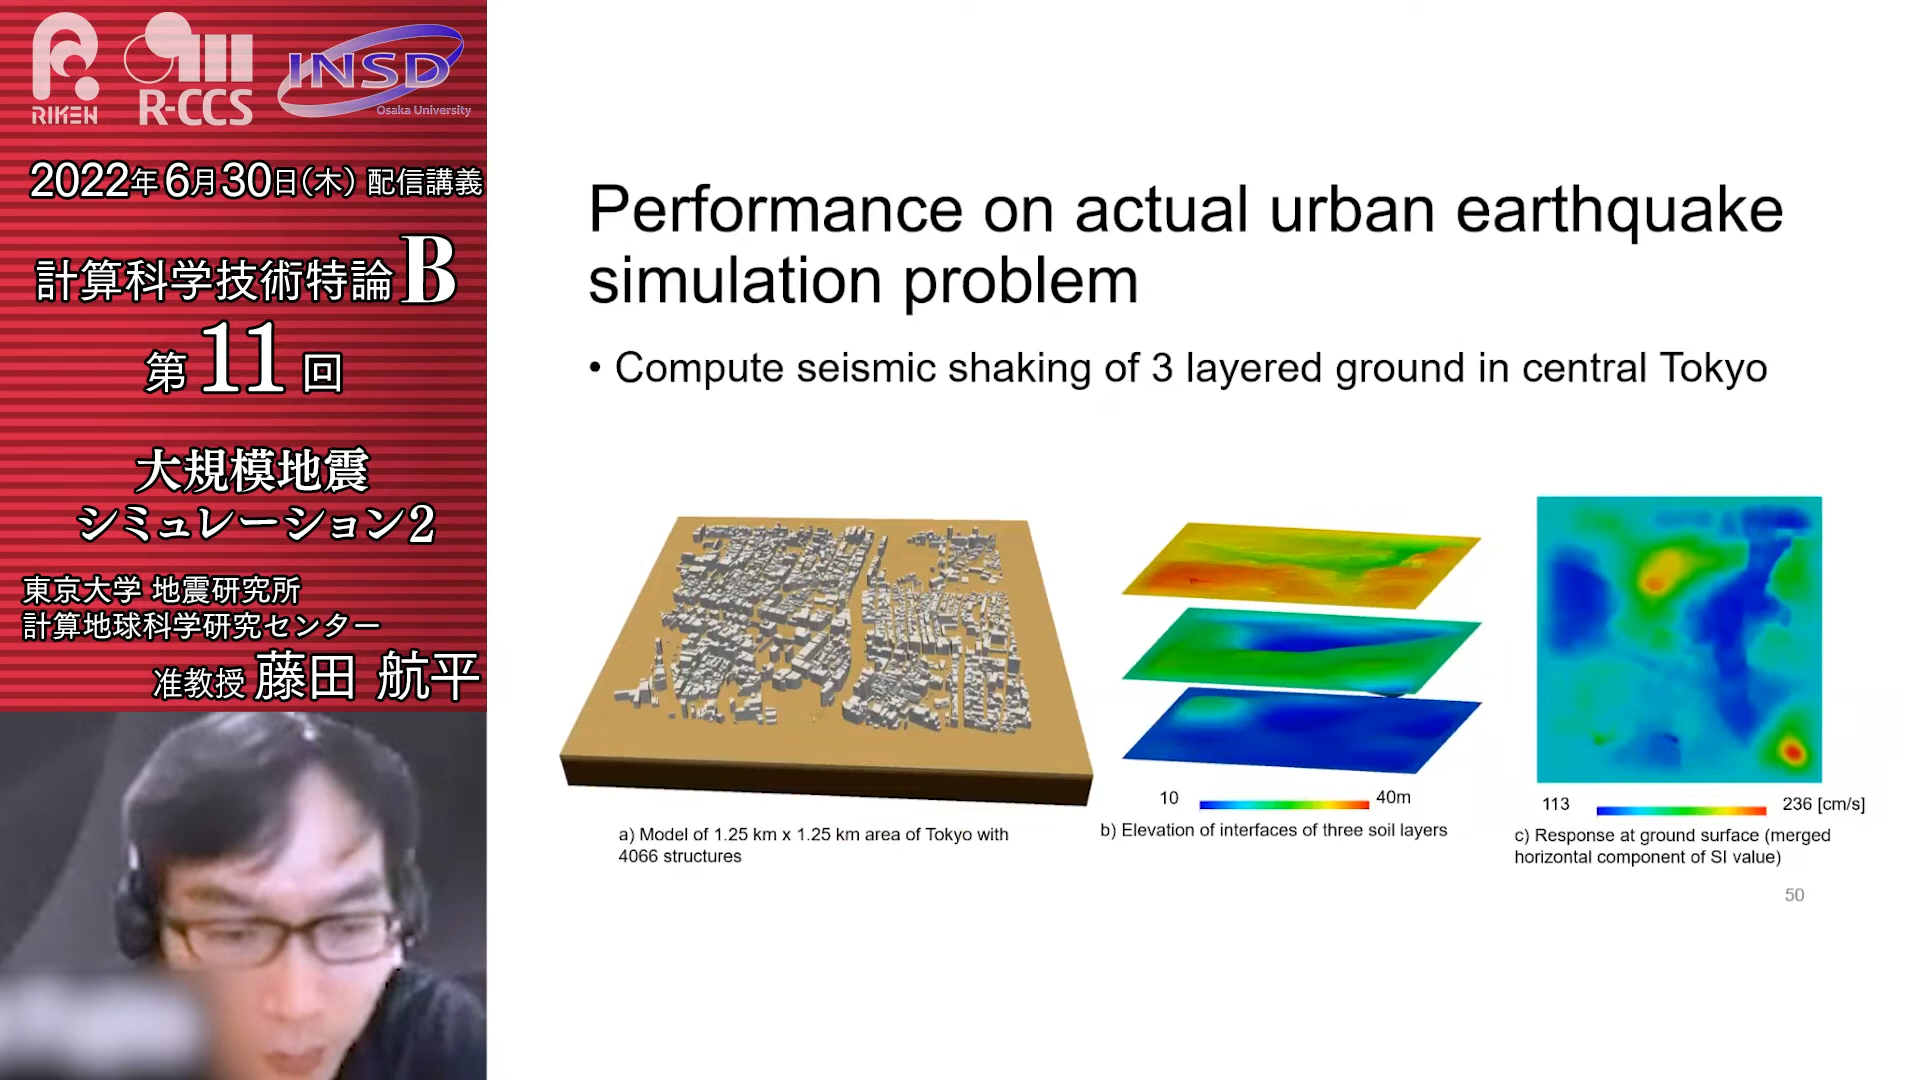 RIKEN
R-CCS
INSD
Osaka University
2022年6月30日(木) 配信講義
計算科学技術特論B
第11回
大規模地震
シミュレーション2
東京大学 地震研究所
計算地球科学研究センター
准教授 藤田 航平
Performance on actual urban earthquake
simulation problem
• Compute seismic shaking of 3 layered ground in central Tokyo
10 40m
113 236 [cm/s]
a) Model of 1.25 km x 1.25 km area of Tokyo with
4066 structures
b) Elevation of interfaces of three soil layers
c) Response at ground surface (merged
horizontal component of SI value)
50